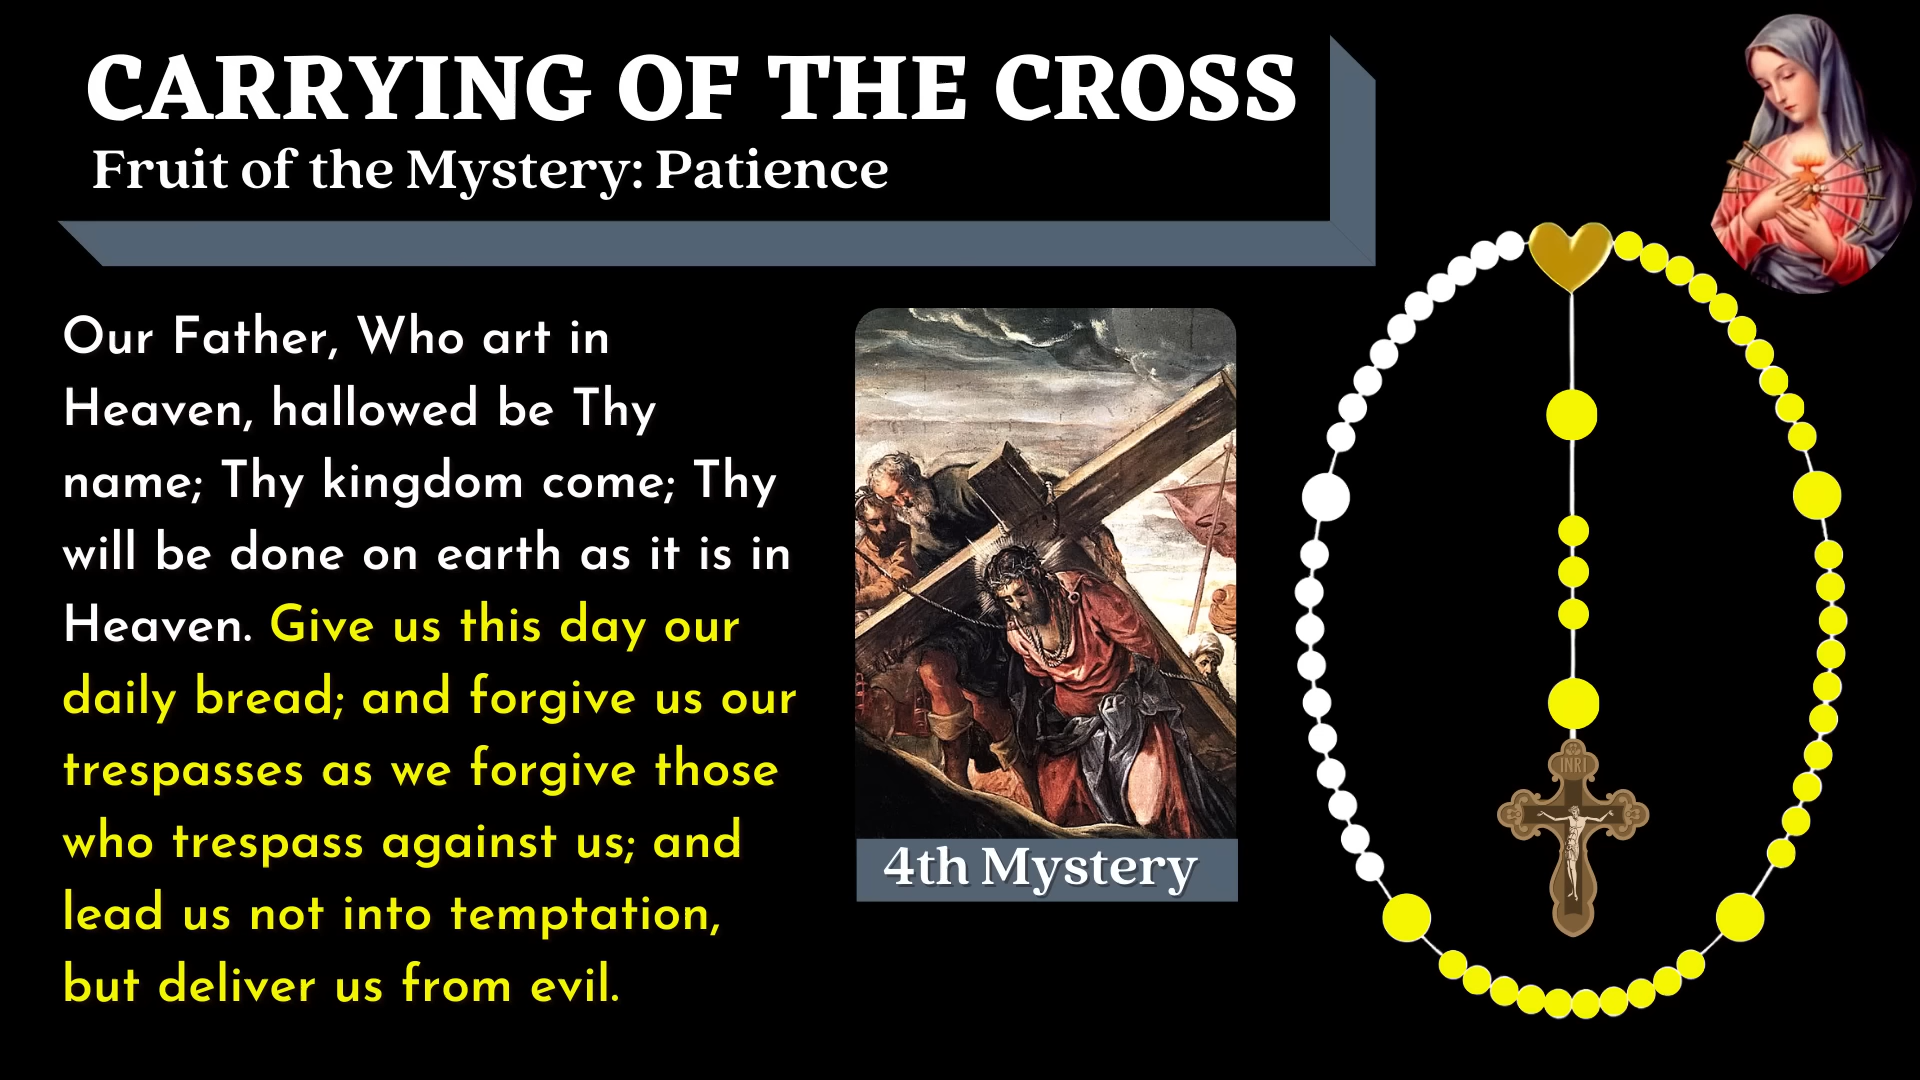 CARRYING OF THE CROSS
Fruit of the Mystery: Patience
Our Father, Who art in
Heaven, hallowed be Thy
name; Thy kingdom come; Thy
will be done on earth as it is in
Heaven. Give us this day our
daily bread; and forgive us our
trespasses as we forgive those
who trespass against us; and
lead us not into temptation,
but deliver us from evil.
4th Mystery
INRI